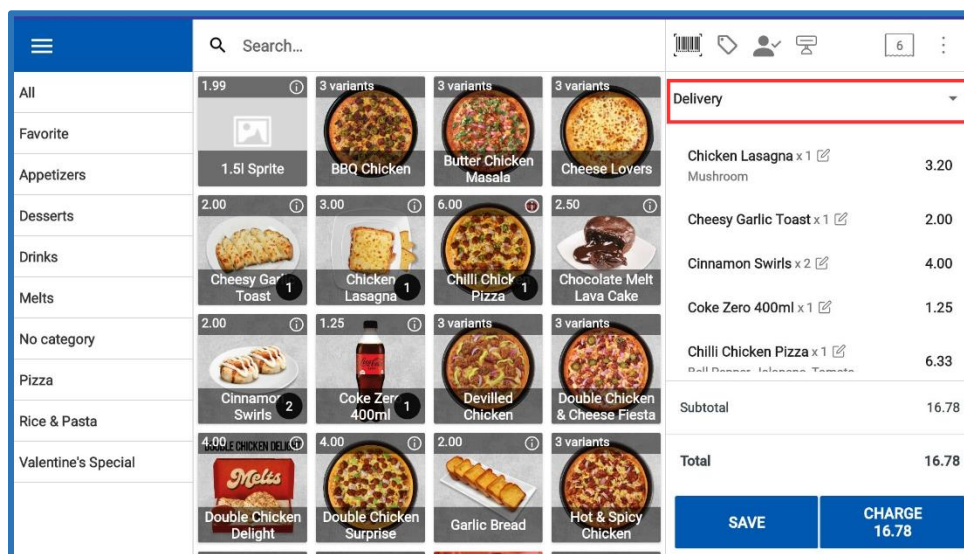 Search...
6
All
Favorite
Appetizers
Desserts
Drinks
Melts
No category
Pizza
Rice & Pasta
Valentine's Special
1.99
1.5l Sprite
3 variants
BBQ Chicken
3 variants
Butter Chicken
Masala
3 variants
Cheese Lovers
2.00
Cheesy Garlic
Toast
1
3.00
Chicken
Lasagna
1
6.00
Chilli Chick
Pizza
1
2.50
Chocolate Melt
Lava Cake
2.00
Cinnamon
Swirls
2
1.25
Coke Zero
400ml
1
3 variants
Devilled
Chicken
3 variants
Double Chicken
& Cheese Fiesta
4.00
DOUBLE CHICKEN DELIGHT
Melts
Double Chicken
Delight
4.00
Double Chicken
Surprise
2.00
Garlic Bread
3 variants
Hot & Spicy
Chicken
Delivery
Chicken Lasagna x 1 3.20
Mushroom
Cheesy Garlic Toast x 1 2.00
Cinnamon Swirls x 2 4.00
Coke Zero 400ml x 1 1.25
Chilli Chicken Pizza x 1 6.33
Bell Pepper, Jalapeno, Tomato
Subtotal 16.78
Total 16.78
SAVE
CHARGE
16.78